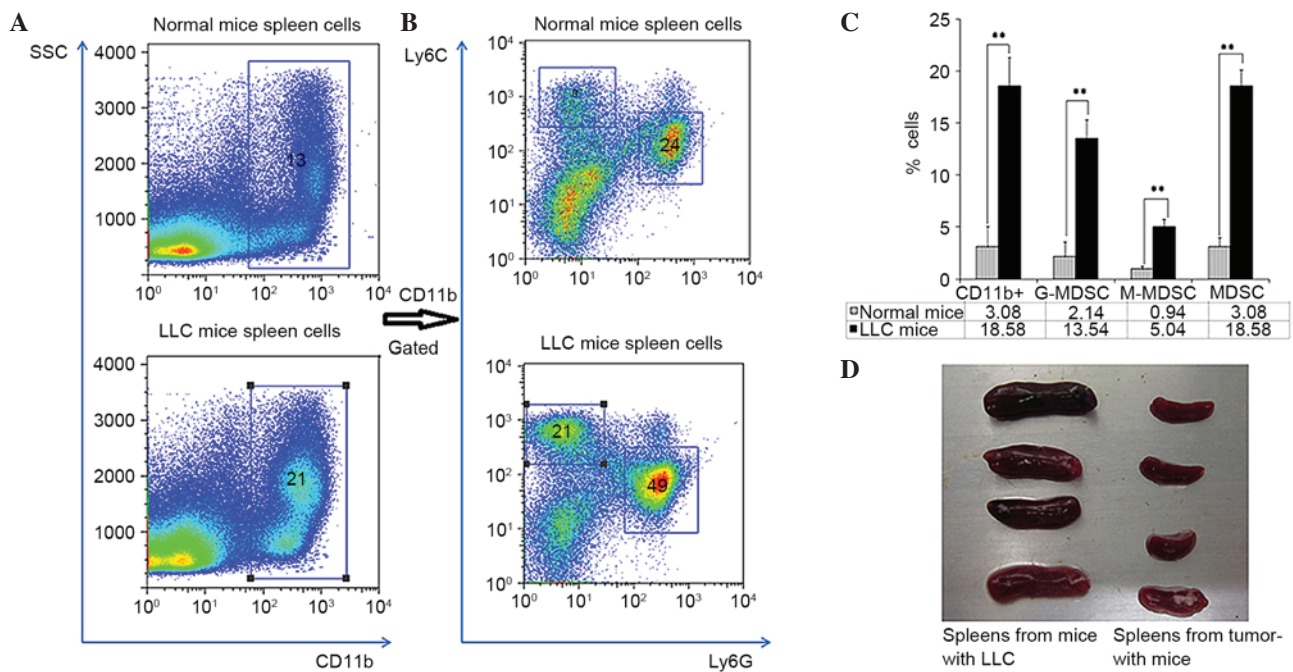 A
Normal mice spleen cells
SSC
4000
3000
2000
1000
13
10⁰ 10¹ 10² 10³ 10⁴
LLC mice spleen cells
4000
3000
2000
1000
0
21
10⁰ 10¹ 10² 10³ 10⁴
CD11b
CD11b
Gated
B
Normal mice spleen cells
Ly6C
10⁴
10³
10²
10¹
10⁰
24
10⁰ 10¹ 10² 10³ 10⁴
LLC mice spleen cells
10⁴
10³
10²
10¹
10⁰
21
49
10⁰ 10¹ 10² 10³ 10⁴
Ly6G
C
% cells
25
20
15
10
5
0
** ** ** **
CD11b+ G-MDSC M-MDSC MDSC
Normal mice 3.08 2.14 0.94 3.08
LLC mice 18.58 13.54 5.04 18.58
D
Spleens from mice
with LLC
Spleens from tumor-
with mice